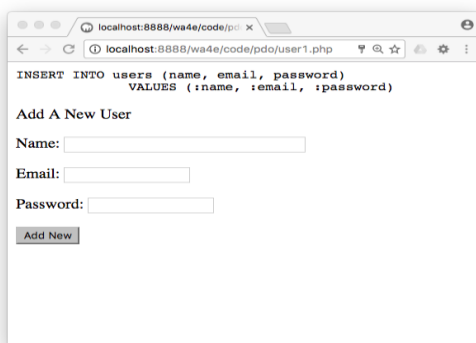 localhost:8888/wa4e/code/pd
localhost:8888/wa4e/code/pdo/user1.php
INSERT INTO users (name, email, password)
VALUES (:name, :email, :password)
Add A New User
Name:
Email:
Password:
Add New